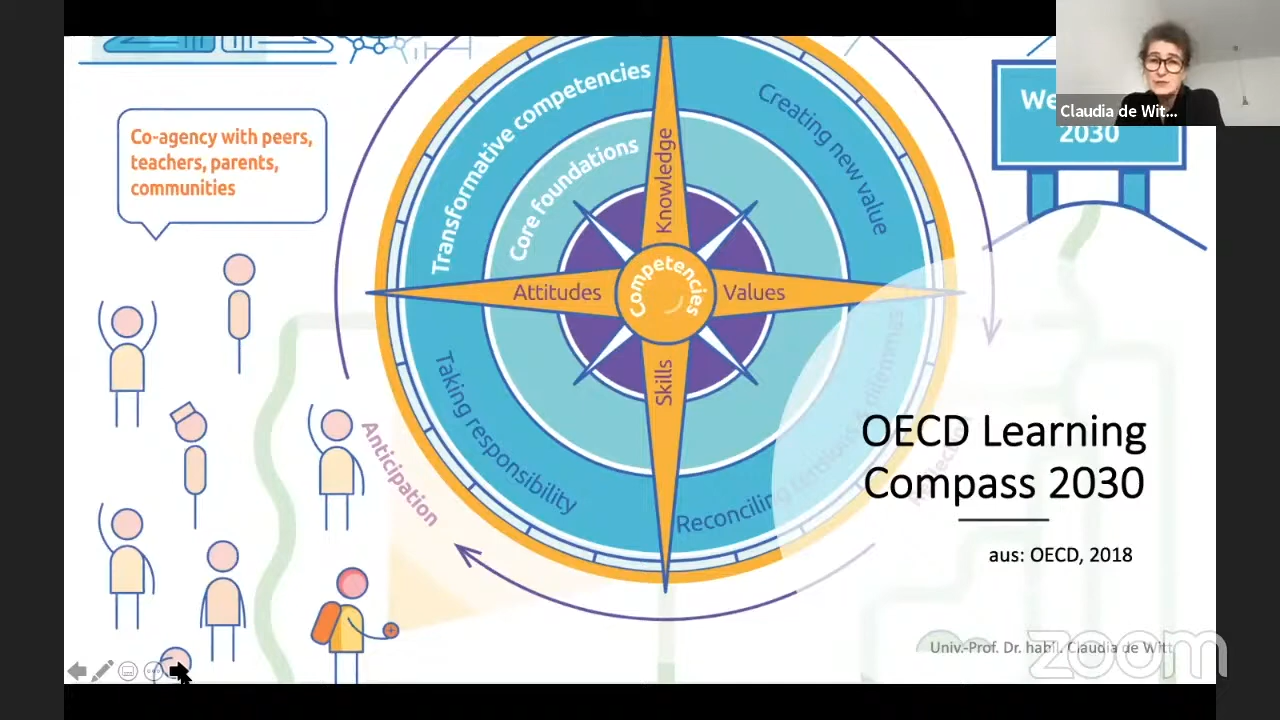 Co-agency with peers,
teachers, parents,
communities
Transformative competencies
Core foundations
Creating new value
Knowledge
Competencies
Attitudes
Values
Skills
Taking responsibility
Reconciling tensions & dilemmas
Anticipation
We
2030
Claudia de Wit...
OECD Learning
Compass 2030
aus: OECD, 2018
Univ.-Prof. Dr. habil. Claudia de Witt
zoom